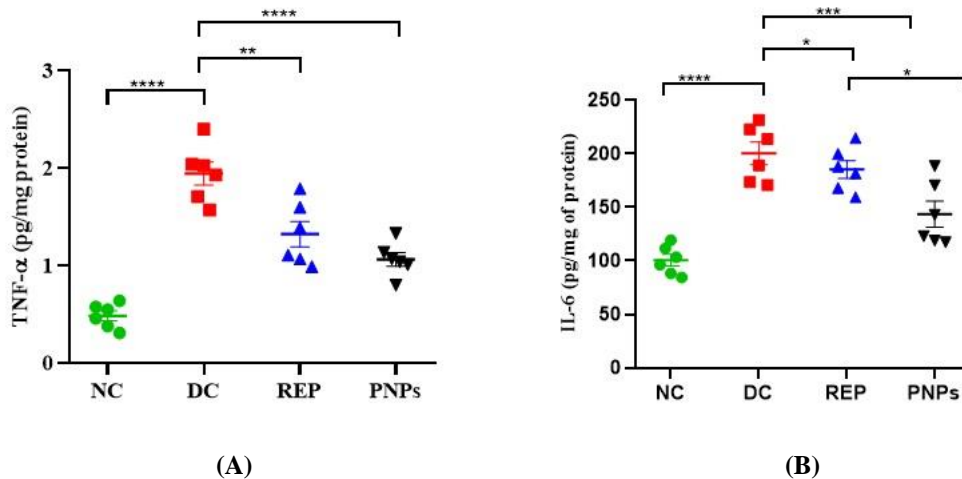 ****
**
****
TNF-α (pg/mg protein)
3
2
1
0
NC DC REP PNPs
(A)
***
*
****
*
IL-6 (pg/mg of protein)
250
200
150
100
50
0
NC DC REP PNPs
(B)